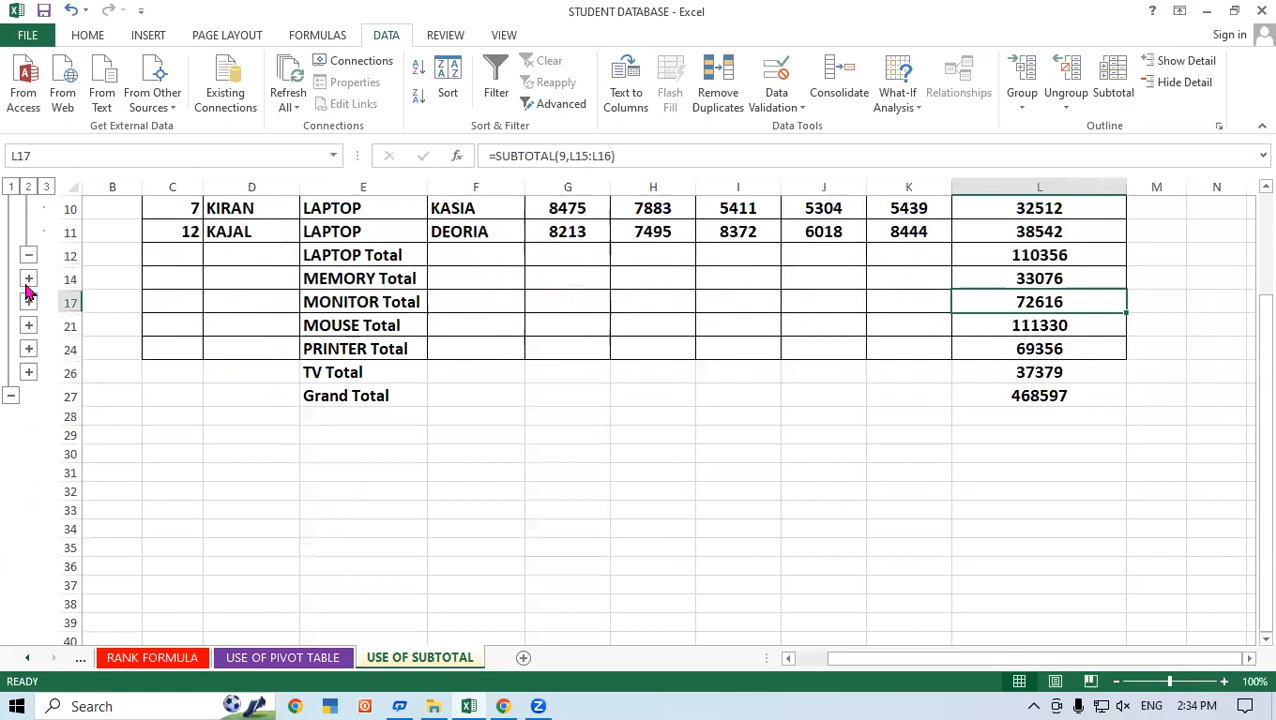 STUDENT DATABASE - Excel
FILE HOME INSERT PAGE LAYOUT FORMULAS DATA REVIEW VIEW Sign in
From Access From Web From Text From Other Sources Existing Connections Refresh All Connections Properties Edit Links Sort Filter Clear Reapply Advanced Text to Columns Flash Fill Remove Duplicates Data Validation Consolidate What-If Analysis Relationships Group Ungroup Subtotal Show Detail Hide Detail
Get External Data Connections Sort & Filter Data Tools Outline
L17 fx =SUBTOTAL(9,L15:L16)
1 2 3 B C D E F G H I J K L M N
10 7 KIRAN LAPTOP KASIA 8475 7883 5411 5304 5439 32512
11 12 KAJAL LAPTOP DEORIA 8213 7495 8372 6018 8444 38542
12 LAPTOP Total 110356
14 MEMORY Total 33076
17 MONITOR Total 72616
21 MOUSE Total 111330
24 PRINTER Total 69356
26 TV Total 37379
27 Grand Total 468597
28
29
30
31
32
33
34
35
36
37
38
39
40
... RANK FORMULA USE OF PIVOT TABLE USE OF SUBTOTAL
READY 100%
Search ENG 2:34 PM